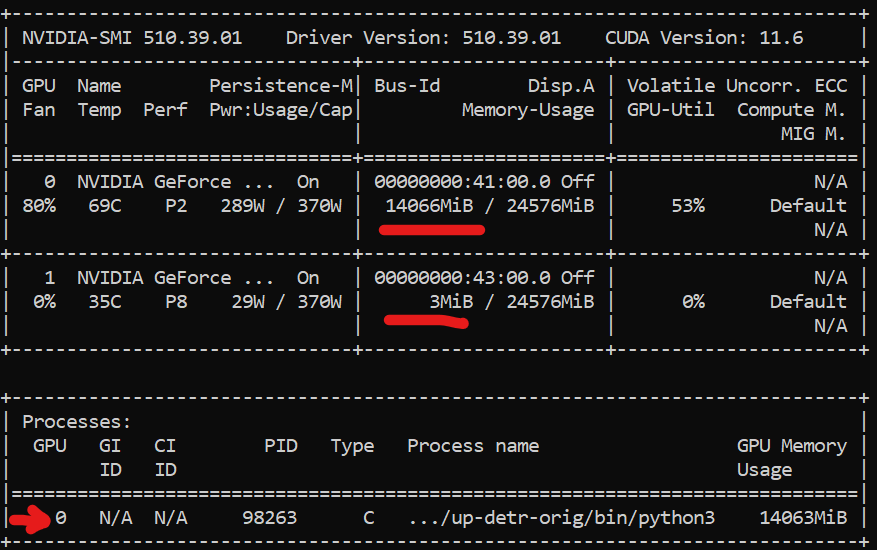 NVIDIA-SMI 510.39.01 Driver Version: 510.39.01 CUDA Version: 11.6
GPU Name Persistence-M| Bus-Id Disp.A | Volatile Uncorr. ECC
Fan Temp Perf Pwr:Usage/Cap| Memory-Usage | GPU-Util Compute M.
MIG M.
0 NVIDIA GeForce ... On | 00000000:41:00.0 Off | N/A
80% 69C P2 289W / 370W | 14066MiB / 24576MiB | 53% Default
N/A
1 NVIDIA GeForce ... On | 00000000:43:00.0 Off | N/A
0% 35C P8 29W / 370W | 3MiB / 24576MiB | 0% Default
N/A
Processes:
GPU GI CI PID Type Process name GPU Memory
ID ID Usage
0 N/A N/A 98263 C .../up-detr-orig/bin/python3 14063MiB